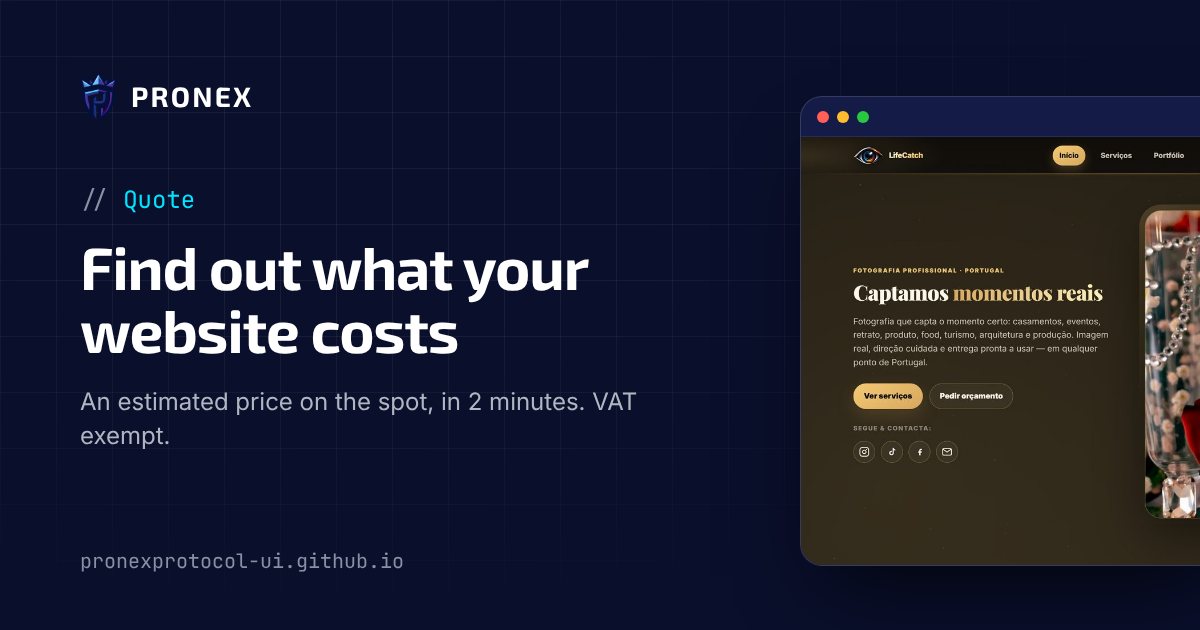 PRONEX
// Quote
Find out what your
website costs
An estimated price on the spot, in 2 minutes. VAT
exempt.
pronexprotocol-ui.github.io
LifeCatch
Início
Serviços
Portfólio
FOTOGRAFIA PROFISSIONAL · PORTUGAL
Captamos momentos reais
Fotografia que capta o momento certo: casamentos, eventos,
retrato, produto, food, turismo, arquitetura e produção. Imagem
real, direção cuidada e entrega pronta a usar — em qualquer
ponto de Portugal.
Ver serviços
Pedir orçamento
SEGUE & CONTACTA: